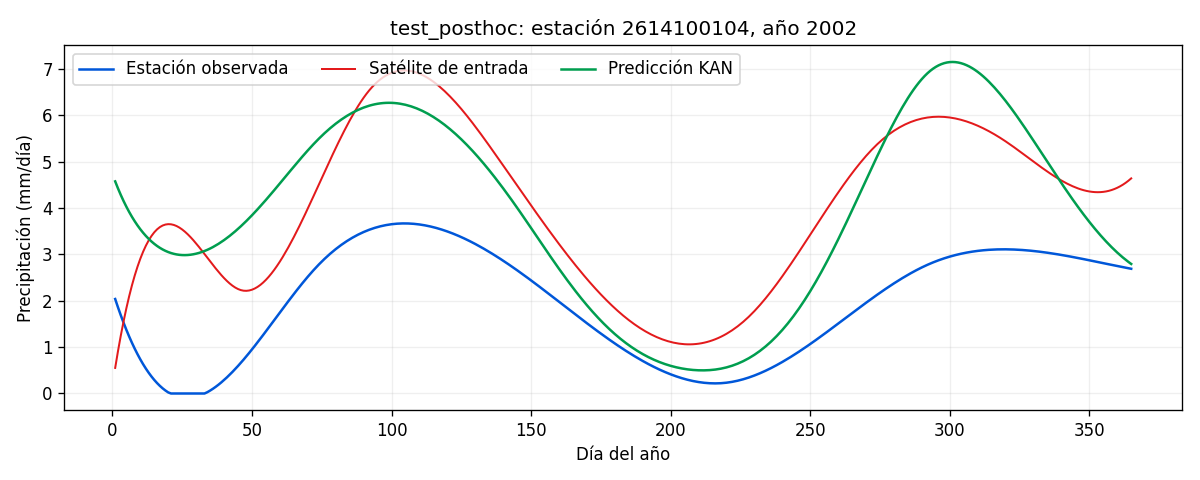 test_posthoc: estación 2614100104, año 2002
Estación observada Satélite de entrada Predicción KAN
Precipitación (mm/día)
7
6
5
4
3
2
1
0
0 50 100 150 200 250 300 350
Día del año